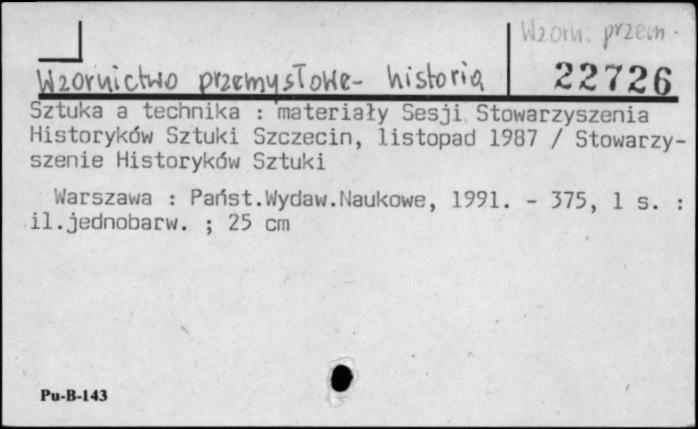 Wzorn. przem.
Wzornictwo przemysłowe - historia
22726
Sztuka a technika : materiały Sesji Stowarzyszenia
Historyków Sztuki Szczecin, listopad 1987 / Stowarzy-
szenie Historyków Sztuki
Warszawa : Państ.Wydaw.Naukowe, 1991. - 375, 1 s. :
il.jednobarw. ; 25 cm
Pu-B-143